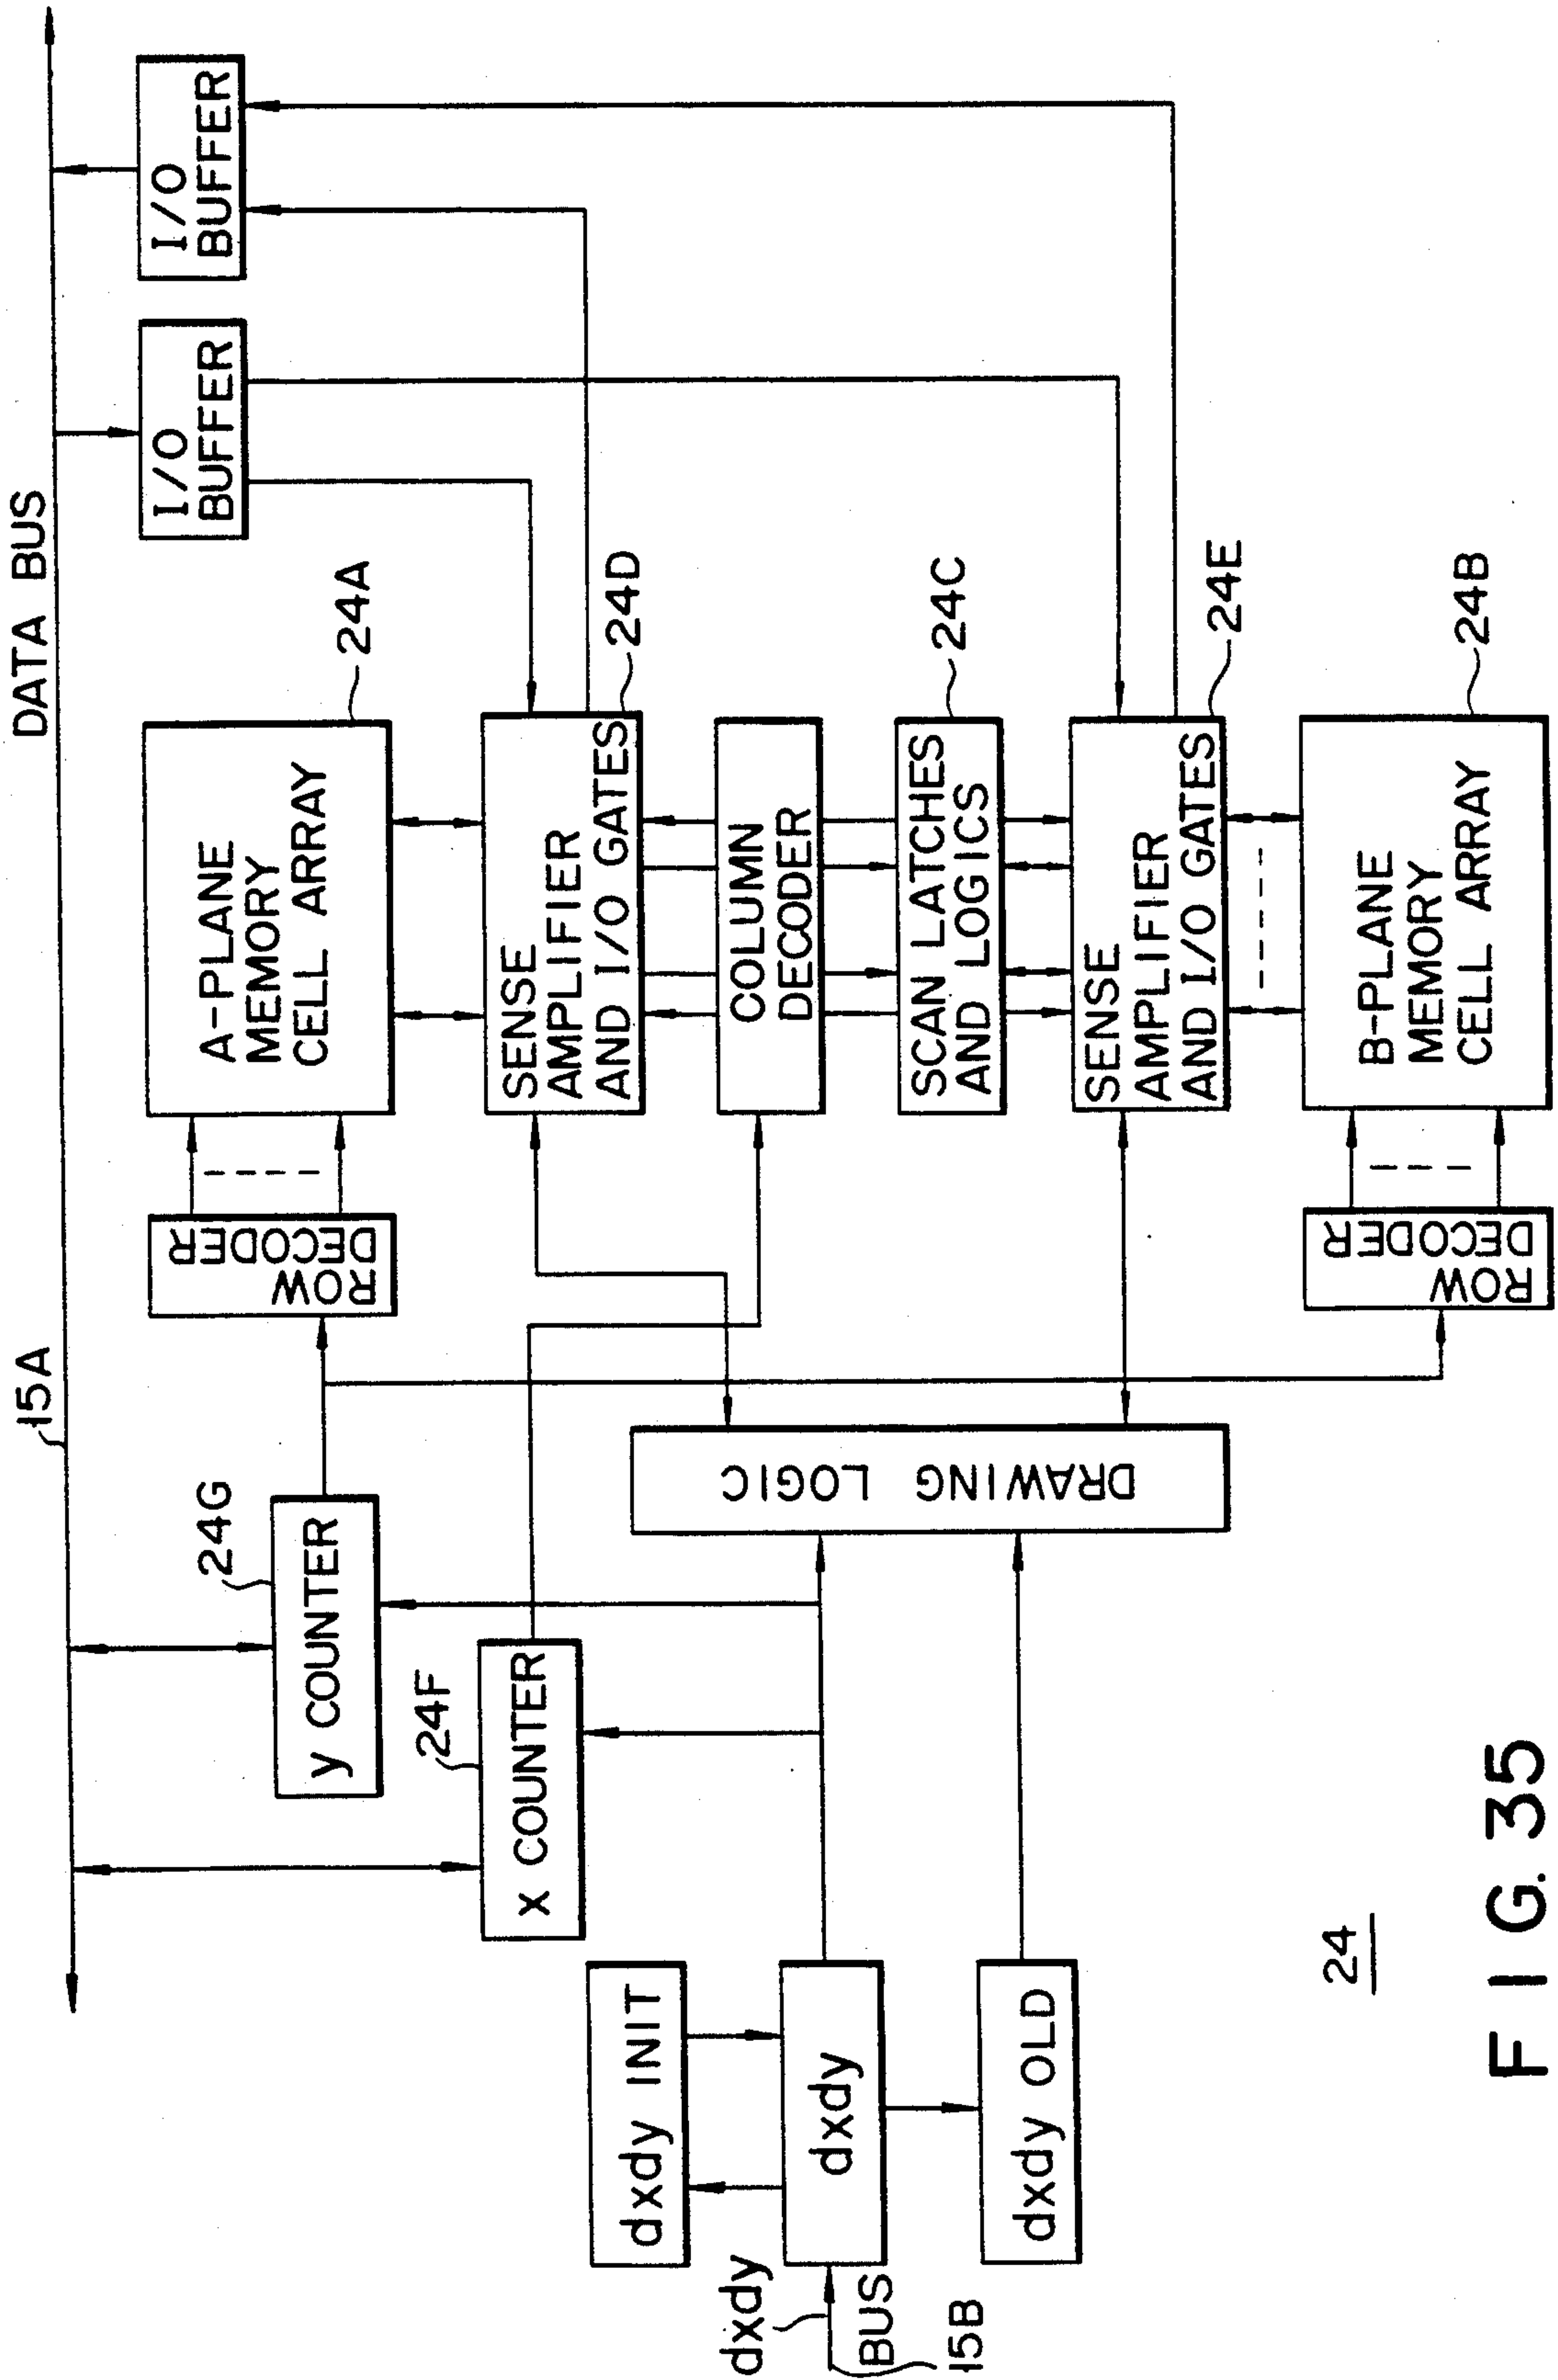 DATA BUS
15A
I/O
BUFFER
I/O
BUFFER
A-PLANE
MEMORY
CELL ARRAY
24A
ROW
DECODER
y COUNTER
24G
SENSE
AMPLIFIER
AND I/O GATES
24D
x COUNTER
24F
COLUMN
DECODER
dxdy INIT
DRAWING LOGIC
SCAN LATCHES
AND LOGICS
24C
dxdy
BUS
15B
dxdy
SENSE
AMPLIFIER
AND I/O GATES
24E
dxdy OLD
ROW
DECODER
B-PLANE
MEMORY
CELL ARRAY
24B
24
FIG. 35